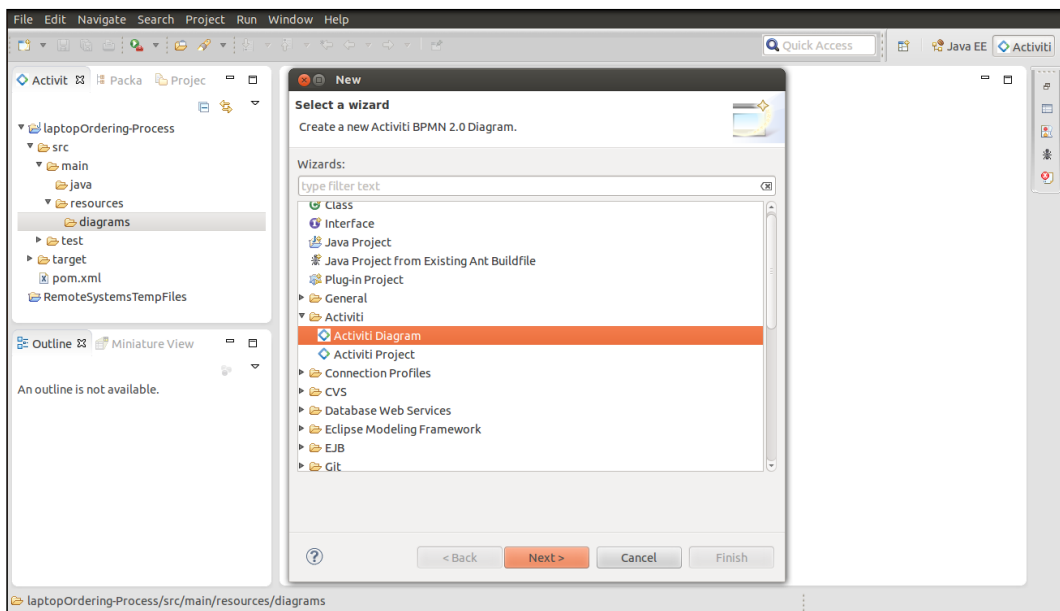 File Edit Navigate Search Project Run Window Help
Quick Access
Java EE
Activiti
Activit
Packa
Projec
laptopOrdering-Process
src
main
java
resources
diagrams
test
target
pom.xml
RemoteSystemsTempFiles
Outline
Miniature View
An outline is not available.
New
Select a wizard
Create a new Activiti BPMN 2.0 Diagram.
Wizards:
type filter text
Class
Interface
Java Project
Java Project from Existing Ant Buildfile
Plug-in Project
General
Activiti
Activiti Diagram
Activiti Project
Connection Profiles
CVS
Database Web Services
Eclipse Modeling Framework
EJB
Git
< Back
Next >
Cancel
Finish
laptopOrdering-Process/src/main/resources/diagrams